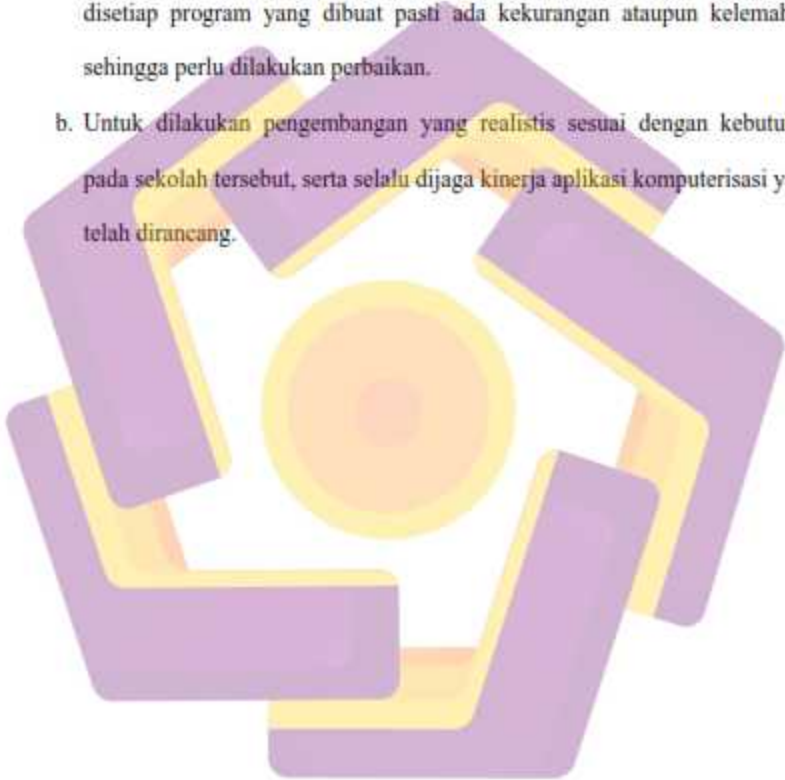 disetiap program yang dibuat pasti ada kekurangan ataupun kelemah
sehingga perlu dilakukan perbaikan.
b. Untuk dilakukan pengembangan yang realistis sesuai dengan kebutu
pada sekolah tersebut, serta selalu dijaga kinerja aplikasi komputerisasi y
telah dirancang.